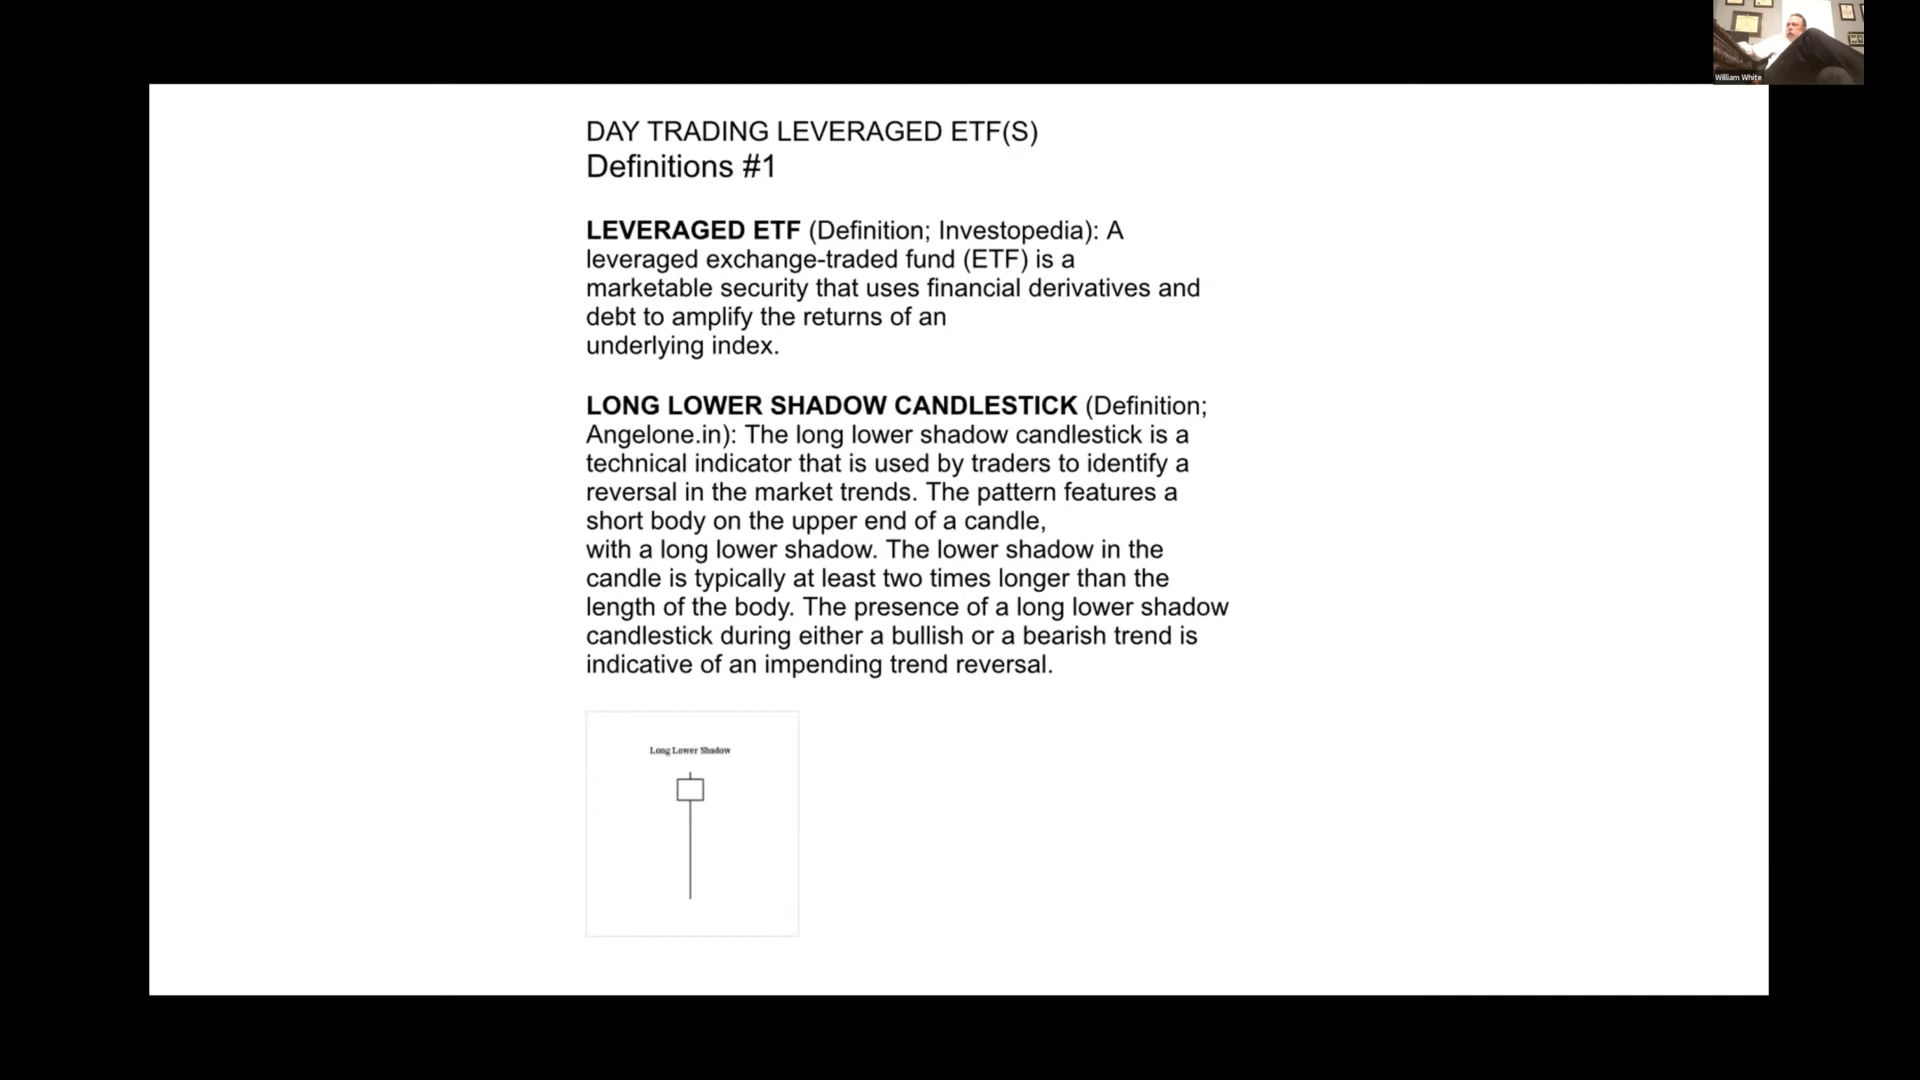 William White
DAY TRADING LEVERAGED ETF(S)
Definitions #1
LEVERAGED ETF (Definition; Investopedia): A
leveraged exchange-traded fund (ETF) is a
marketable security that uses financial derivatives and
debt to amplify the returns of an
underlying index.
LONG LOWER SHADOW CANDLESTICK (Definition;
Angelone.in): The long lower shadow candlestick is a
technical indicator that is used by traders to identify a
reversal in the market trends. The pattern features a
short body on the upper end of a candle,
with a long lower shadow. The lower shadow in the
candle is typically at least two times longer than the
length of the body. The presence of a long lower shadow
candlestick during either a bullish or a bearish trend is
indicative of an impending trend reversal.
Long Lower Shadow